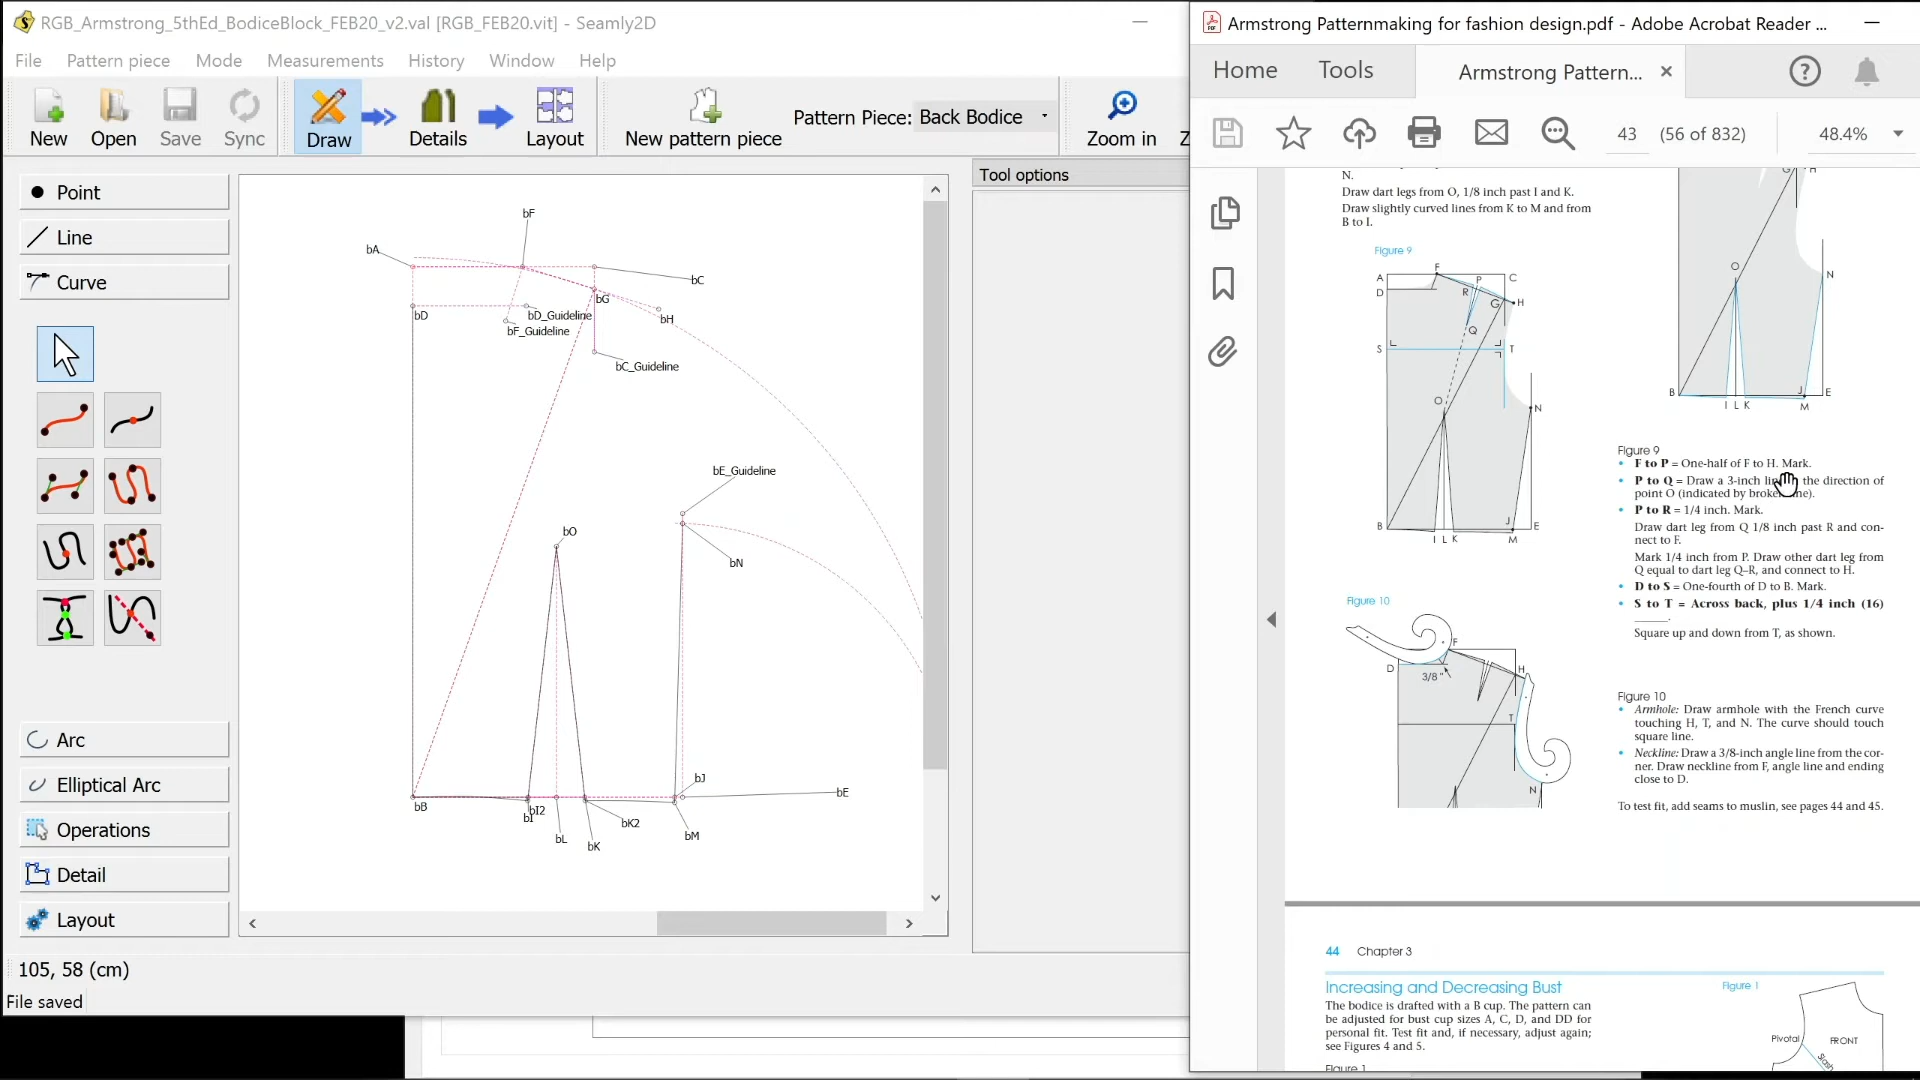 RGB_Armstrong_5thEd_BodiceBlock_FEB20_v2.val [RGB_FEB20.vit] - Seamly2D
File Pattern piece Mode Measurements History Window Help
New Open Save Sync Draw Details Layout New pattern piece Pattern Piece: Back Bodice Zoom in Z
Point
Line
Curve
Arc
Elliptical Arc
Operations
Detail
Layout
Tool options
bF
bA
bC
bG
bD
bD_Guideline
bH
bF_Guideline
bC_Guideline
bE_Guideline
bO
bN
bJ
bE
bB
bI2
bI
bK2
bL
bM
bK
105, 58 (cm)
File saved
Armstrong Patternmaking for fashion design.pdf - Adobe Acrobat Reader ...
Home Tools Armstrong Pattern... ×
43 (56 of 832) 48.4%
N.
Draw dart legs from O, 1/8 inch past I and K.
Draw slightly curved lines from K to M and from
B to I.
Figure 9
F
A C
P
D R
G H
Q
S T
O
N
J
B E
I L K M
G H
O
N
B J E
I L K M
Figure 9
• F to P = One-half of F to H. Mark.
• P to Q = Draw a 3-inch lin the direction of
point O (indicated by broke ne).
• P to R = 1/4 inch. Mark.
Draw dart leg from Q 1/8 inch past R and con-
nect to F.
Mark 1/4 inch from P. Draw other dart leg from
Q equal to dart leg Q–R, and connect to H.
• D to S = One-fourth of D to B. Mark.
• S to T = Across back, plus 1/4 inch (16)
______.
Square up and down from T, as shown.
Figure 10
F
D H
3/8 "
T
N
Figure 10
• Armhole: Draw armhole with the French curve
touching H, T, and N. The curve should touch
square line.
• Neckline: Draw a 3/8-inch angle line from the cor-
ner. Draw neckline from F, angle line and ending
close to D.
To test fit, add seams to muslin, see pages 44 and 45.
44 Chapter 3
Increasing and Decreasing Bust
The bodice is drafted with a B cup. The pattern can
be adjusted for bust cup sizes A, C, D, and DD for
personal fit. Test fit and, if necessary, adjust again;
see Figures 4 and 5.
Figure 1
Figure 1
Pivotal FRONT
Slash